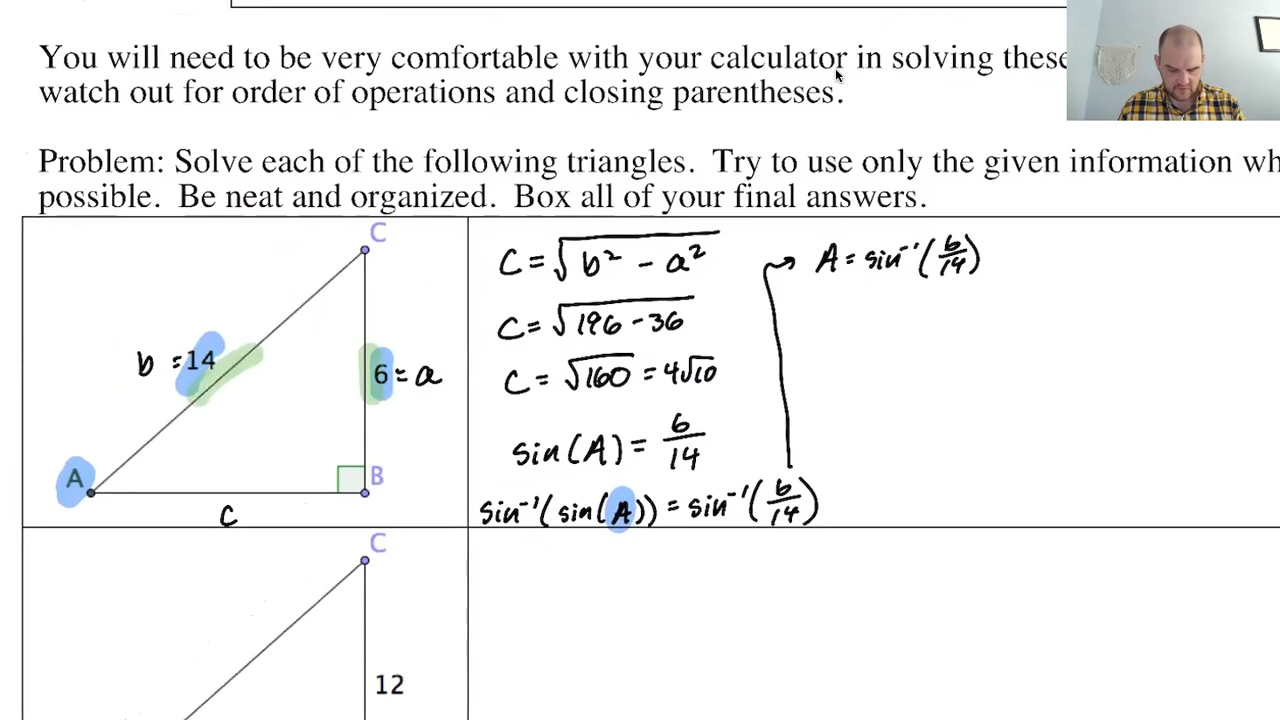 You will need to be very comfortable with your calculator in solving these
watch out for order of operations and closing parentheses.
Problem: Solve each of the following triangles. Try to use only the given information wh
possible. Be neat and organized. Box all of your final answers.
C
b = 14
6 = a
A
B
c
C = √(b² - a²)
C = √(196 - 36)
C = √160 = 4√10
sin(A) = 6/14
sin⁻¹(sin(A)) = sin⁻¹(6/14)
A = sin⁻¹(6/14)
C
12